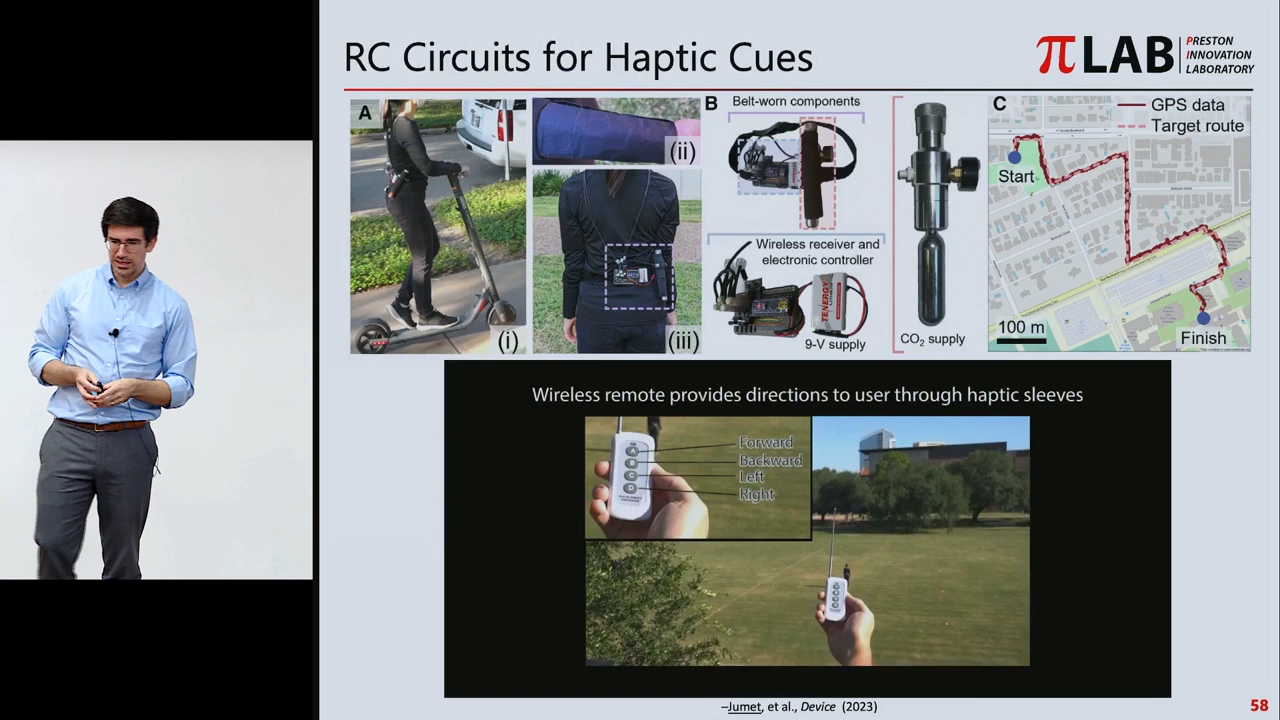 RC Circuits for Haptic Cues
πLAB
PRESTON
INNOVATION
LABORATORY
A
(i)
(ii)
(iii)
B
Belt-worn components
Wireless receiver and
electronic controller
TENERGY
9-V supply
CO₂ supply
C
GPS data
Target route
Start
100 m
Finish
Wireless remote provides directions to user through haptic sleeves
A
B
C
D
Forward
Backward
Left
Right
–Jumet, et al., Device (2023)
58